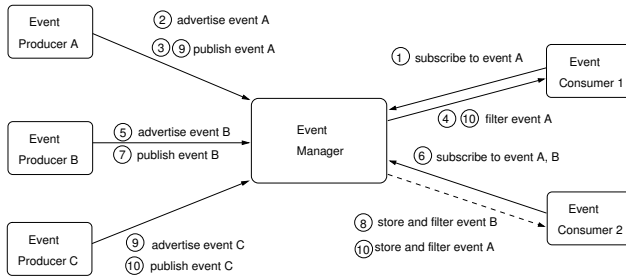 Event
Producer A
2 advertise event A
3 9 publish event A
1 subscribe to event A
Event
Consumer 1
4 10 filter event A
Event
Manager
Event
Producer B
5 advertise event B
7 publish event B
6 subscribe to event A, B
Event
Consumer 2
8 store and filter event B
10 store and filter event A
Event
Producer C
9 advertise event C
10 publish event C